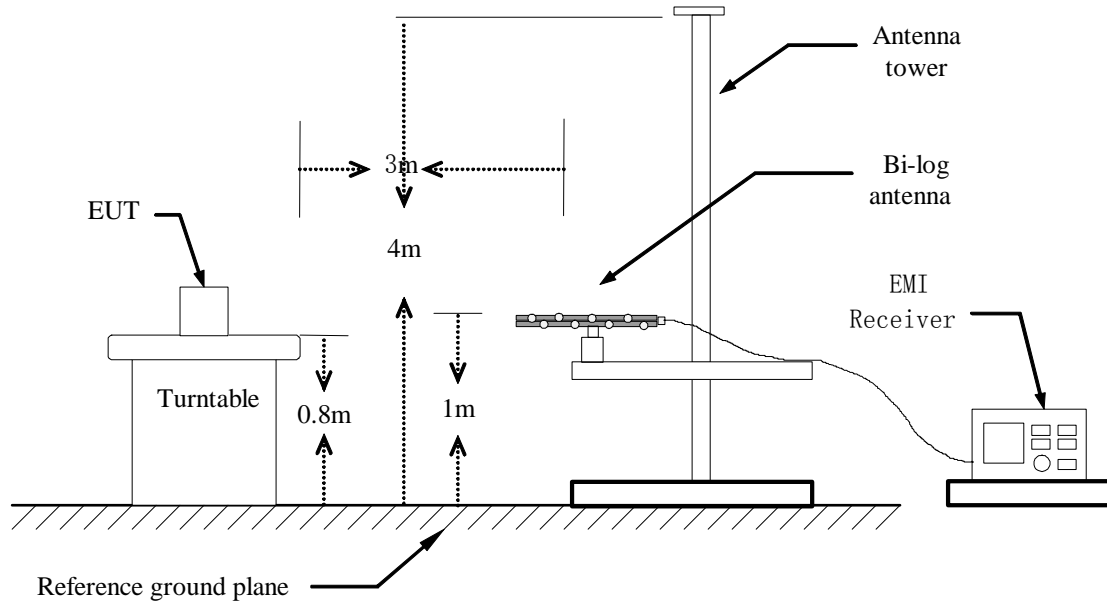 Antenna
tower
3m
Bi-log
antenna
EUT
4m
EMI
Receiver
Turntable
0.8m
1m
Reference ground plane